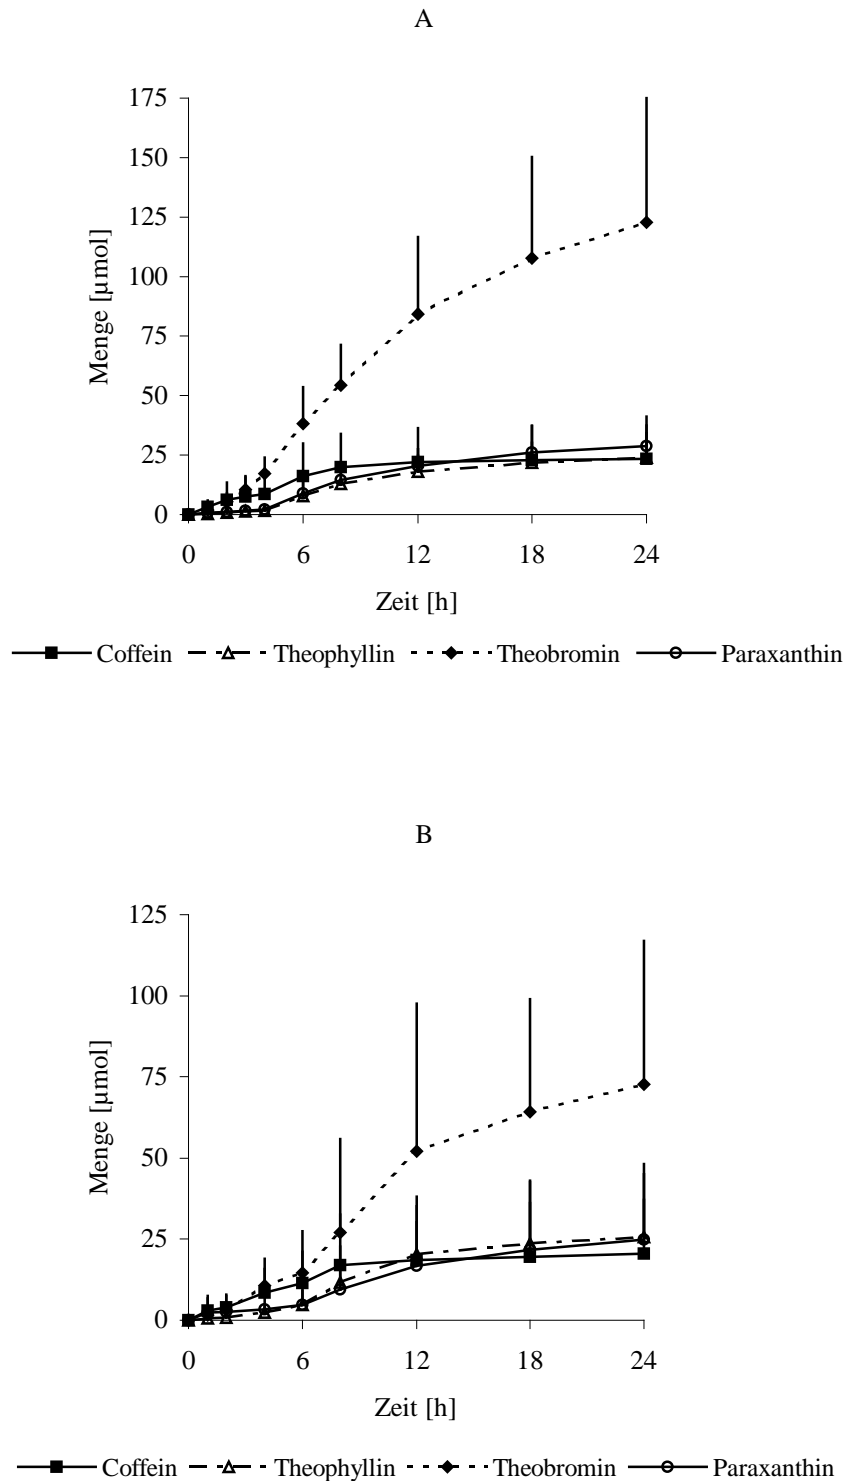 A
175
150
125
100
75
50
25
0
Menge [µmol]
0 6 12 18 24
Zeit [h]
Coffein Theophyllin Theobromin Paraxanthin
B
125
100
75
50
25
0
Menge [µmol]
0 6 12 18 24
Zeit [h]
Coffein Theophyllin Theobromin Paraxanthin